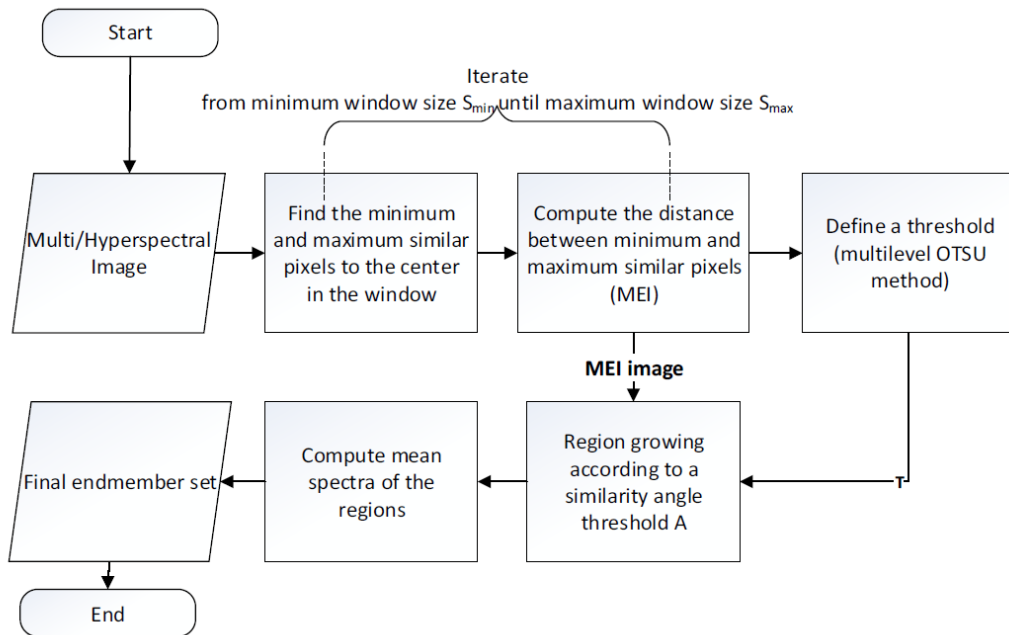 Start
Iterate
from minimum window size Smin until maximum window size Smax
Multi/Hyperspectral
Image
Find the minimum
and maximum similar
pixels to the center
in the window
Compute the distance
between minimum and
maximum similar pixels
(MEI)
Define a threshold
(multilevel OTSU
method)
MEI image
T
Region growing
according to a
similarity angle
threshold A
Compute mean
spectra of the
regions
Final endmember set
End